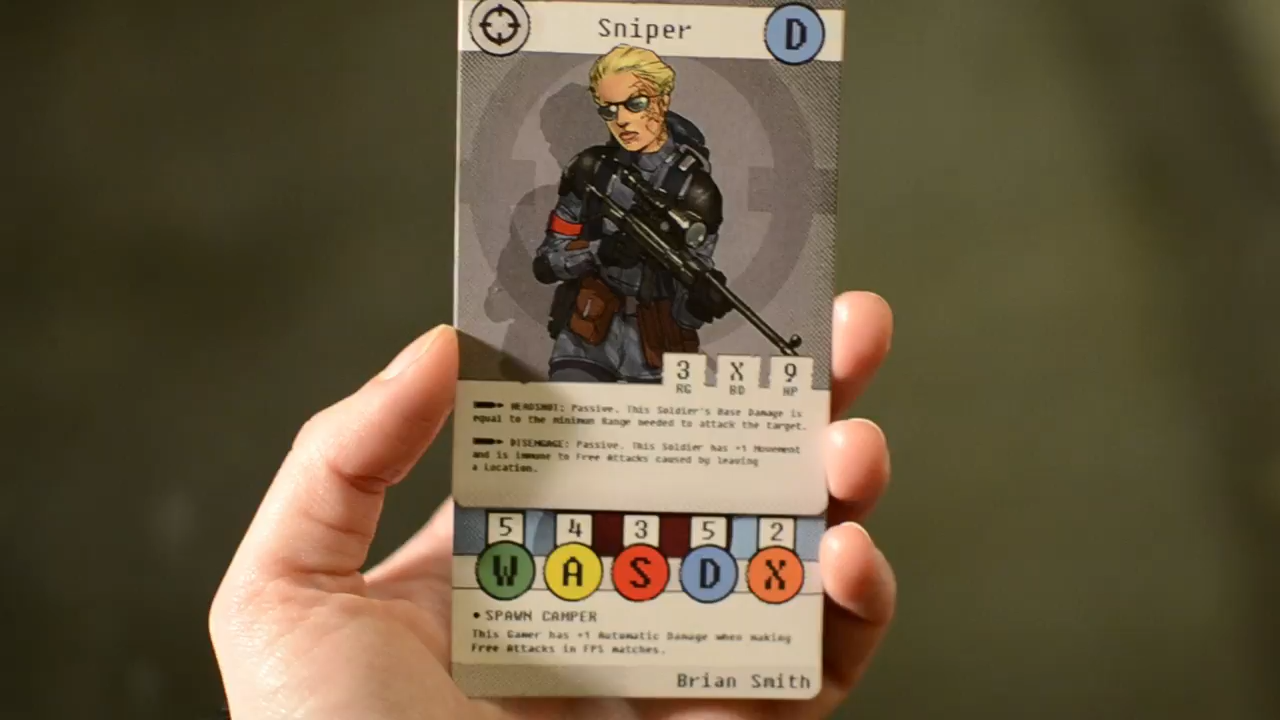 Sniper D
3 X 9
RG BD HP
HEADSHOT: Passive. This Soldier's Base Damage is
equal to the minimum Range needed to attack the target.
DISENGAGE: Passive. This Soldier has +1 Movement
and is immune to Free Attacks caused by leaving
a Location.
5 4 3 5 2
W A S D X
• SPAWN CAMPER
This Gamer has +1 Automatic Damage when making
Free Attacks in FPS matches.
Brian Smith